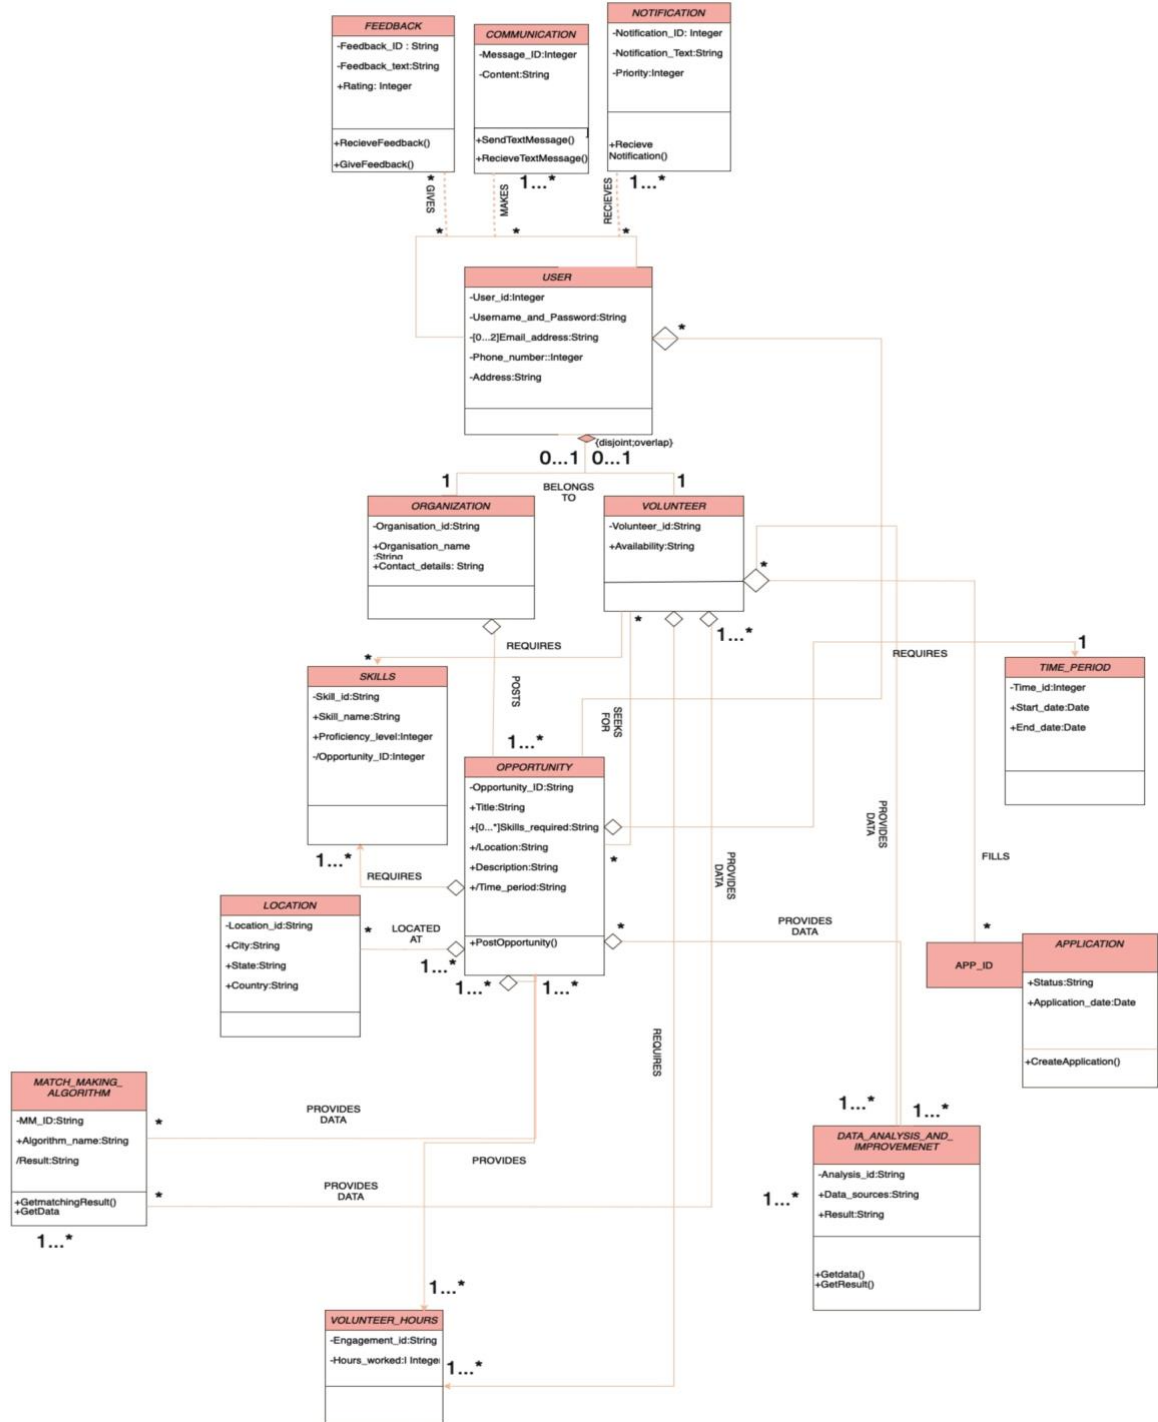 FEEDBACK
-Feedback_ID : String
-Feedback_text:String
+Rating: Integer
+RecieveFeedback()
+GiveFeedback()
COMMUNICATION
-Message_ID:Integer
-Content:String
+SendTextMessage()
+RecieveTextMessage()
NOTIFICATION
-Notification_ID: Integer
-Notification_Text:String
-Priority:Integer
+Recieve
Notification()
*
GIVES
*
MAKES
1...*
*
RECIEVES
1...*
*
USER
-User_id:Integer
-Username_and_Password:String
-[0...2]Email_address:String
-Phone_number::Integer
-Address:String
*
{disjoint;overlap}
0...1
0...1
1
BELONGS
TO
1
ORGANIZATION
-Organisation_id:String
+Organisation_name
:String
+Contact_details: String
VOLUNTEER
-Volunteer_id:String
+Availability:String
*
*
1...*
REQUIRES
*
SKILLS
-Skill_id:String
+Skill_name:String
+Proficiency_level:Integer
-/Opportunity_ID:Integer
POSTS
1...*
SEEKS
FOR
REQUIRES
1
TIME_PERIOD
-Time_id:Integer
+Start_date:Date
+End_date:Date
OPPORTUNITY
-Opportunity_ID:String
+Title:String
+[0...*]Skills_required:String
+/Location:String
+Description:String
+/Time_period:String
+PostOpportunity()
*
*
1...*
REQUIRES
PROVIDES
DATA
PROVIDES
DATA
FILLS
LOCATION
-Location_id:String
+City:String
+State:String
+Country:String
*
LOCATED
AT
1...*
1...*
1...*
PROVIDES
DATA
*
APP_ID
APPLICATION
+Status:String
+Application_date:Date
+CreateApplication()
REQUIRES
MATCH_MAKING_
ALGORITHM
-MM_ID:String
+Algorithm_name:String
/Result:String
+GetmatchingResult()
+GetData
*
PROVIDES
DATA
PROVIDES
*
PROVIDES
DATA
1...*
1...*
1...*
DATA_ANALYSIS_AND_
IMPROVEMENET
-Analysis_id:String
+Data_sources:String
+Result:String
+Getdata()
+GetResult()
1...*
1...*
VOLUNTEER_HOURS
-Engagement_id:String
-Hours_worked:I Intege
1...*